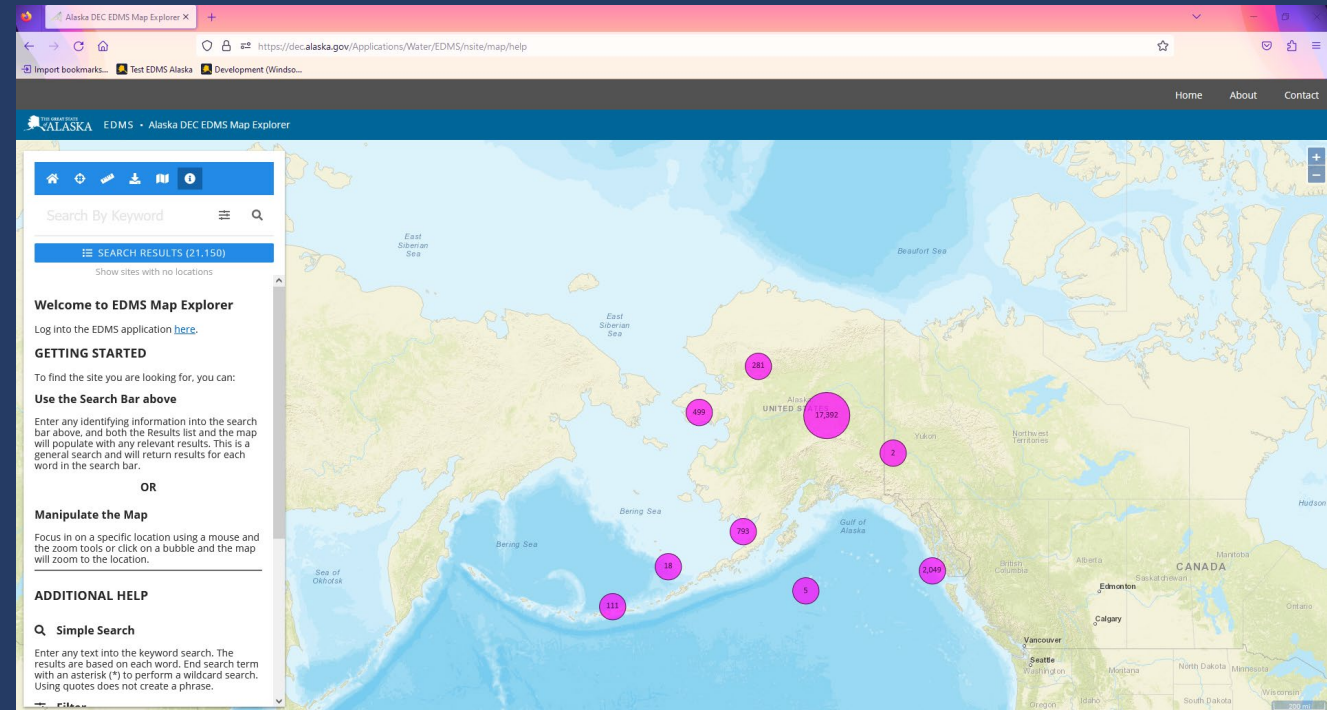 Alaska DEC EDMS Map Explorer
https://dec.alaska.gov/Applications/Water/EDMS/nsite/map/help
Import bookmarks...
Test EDMS Alaska
Development (Windso...
Home
About
Contact
THE GREAT STATE
ALASKA
EDMS • Alaska DEC EDMS Map Explorer
Search By Keyword
SEARCH RESULTS (21,150)
Show sites with no locations
Welcome to EDMS Map Explorer
Log into the EDMS application here.
GETTING STARTED
To find the site you are looking for, you can:
Use the Search Bar above
Enter any identifying information into the search
bar above, and both the Results list and the map
will populate with any relevant results. This is a
general search and will return results for each
word in the search bar.
OR
Manipulate the Map
Focus in on a specific location using a mouse and
the zoom tools or click on a bubble and the map
will zoom to the location.
ADDITIONAL HELP
Simple Search
Enter any text into the keyword search. The
results are based on each word. End search term
with an asterisk (*) to perform a wildcard search.
Using quotes does not create a phrase.
East
Siberian
Sea
Beaufort Sea
East
Siberian
Sea
281
499
Alaska
UNITED STATES
17,392
Yukon
2
Northwest
Territories
Hudson
Bering Sea
Bering Sea
Gulf of
Alaska
18
111
5
2,049
Sea of
Okhotsk
British
Columbia
Alberta
Saskatchewan
Manitoba
CANADA
Ontario
Edmonton
Calgary
Vancouver
Seattle
Washington
Montana
North Dakota
Minnesota
Oregon
Idaho
South Dakota
Wisconsin
200 mi